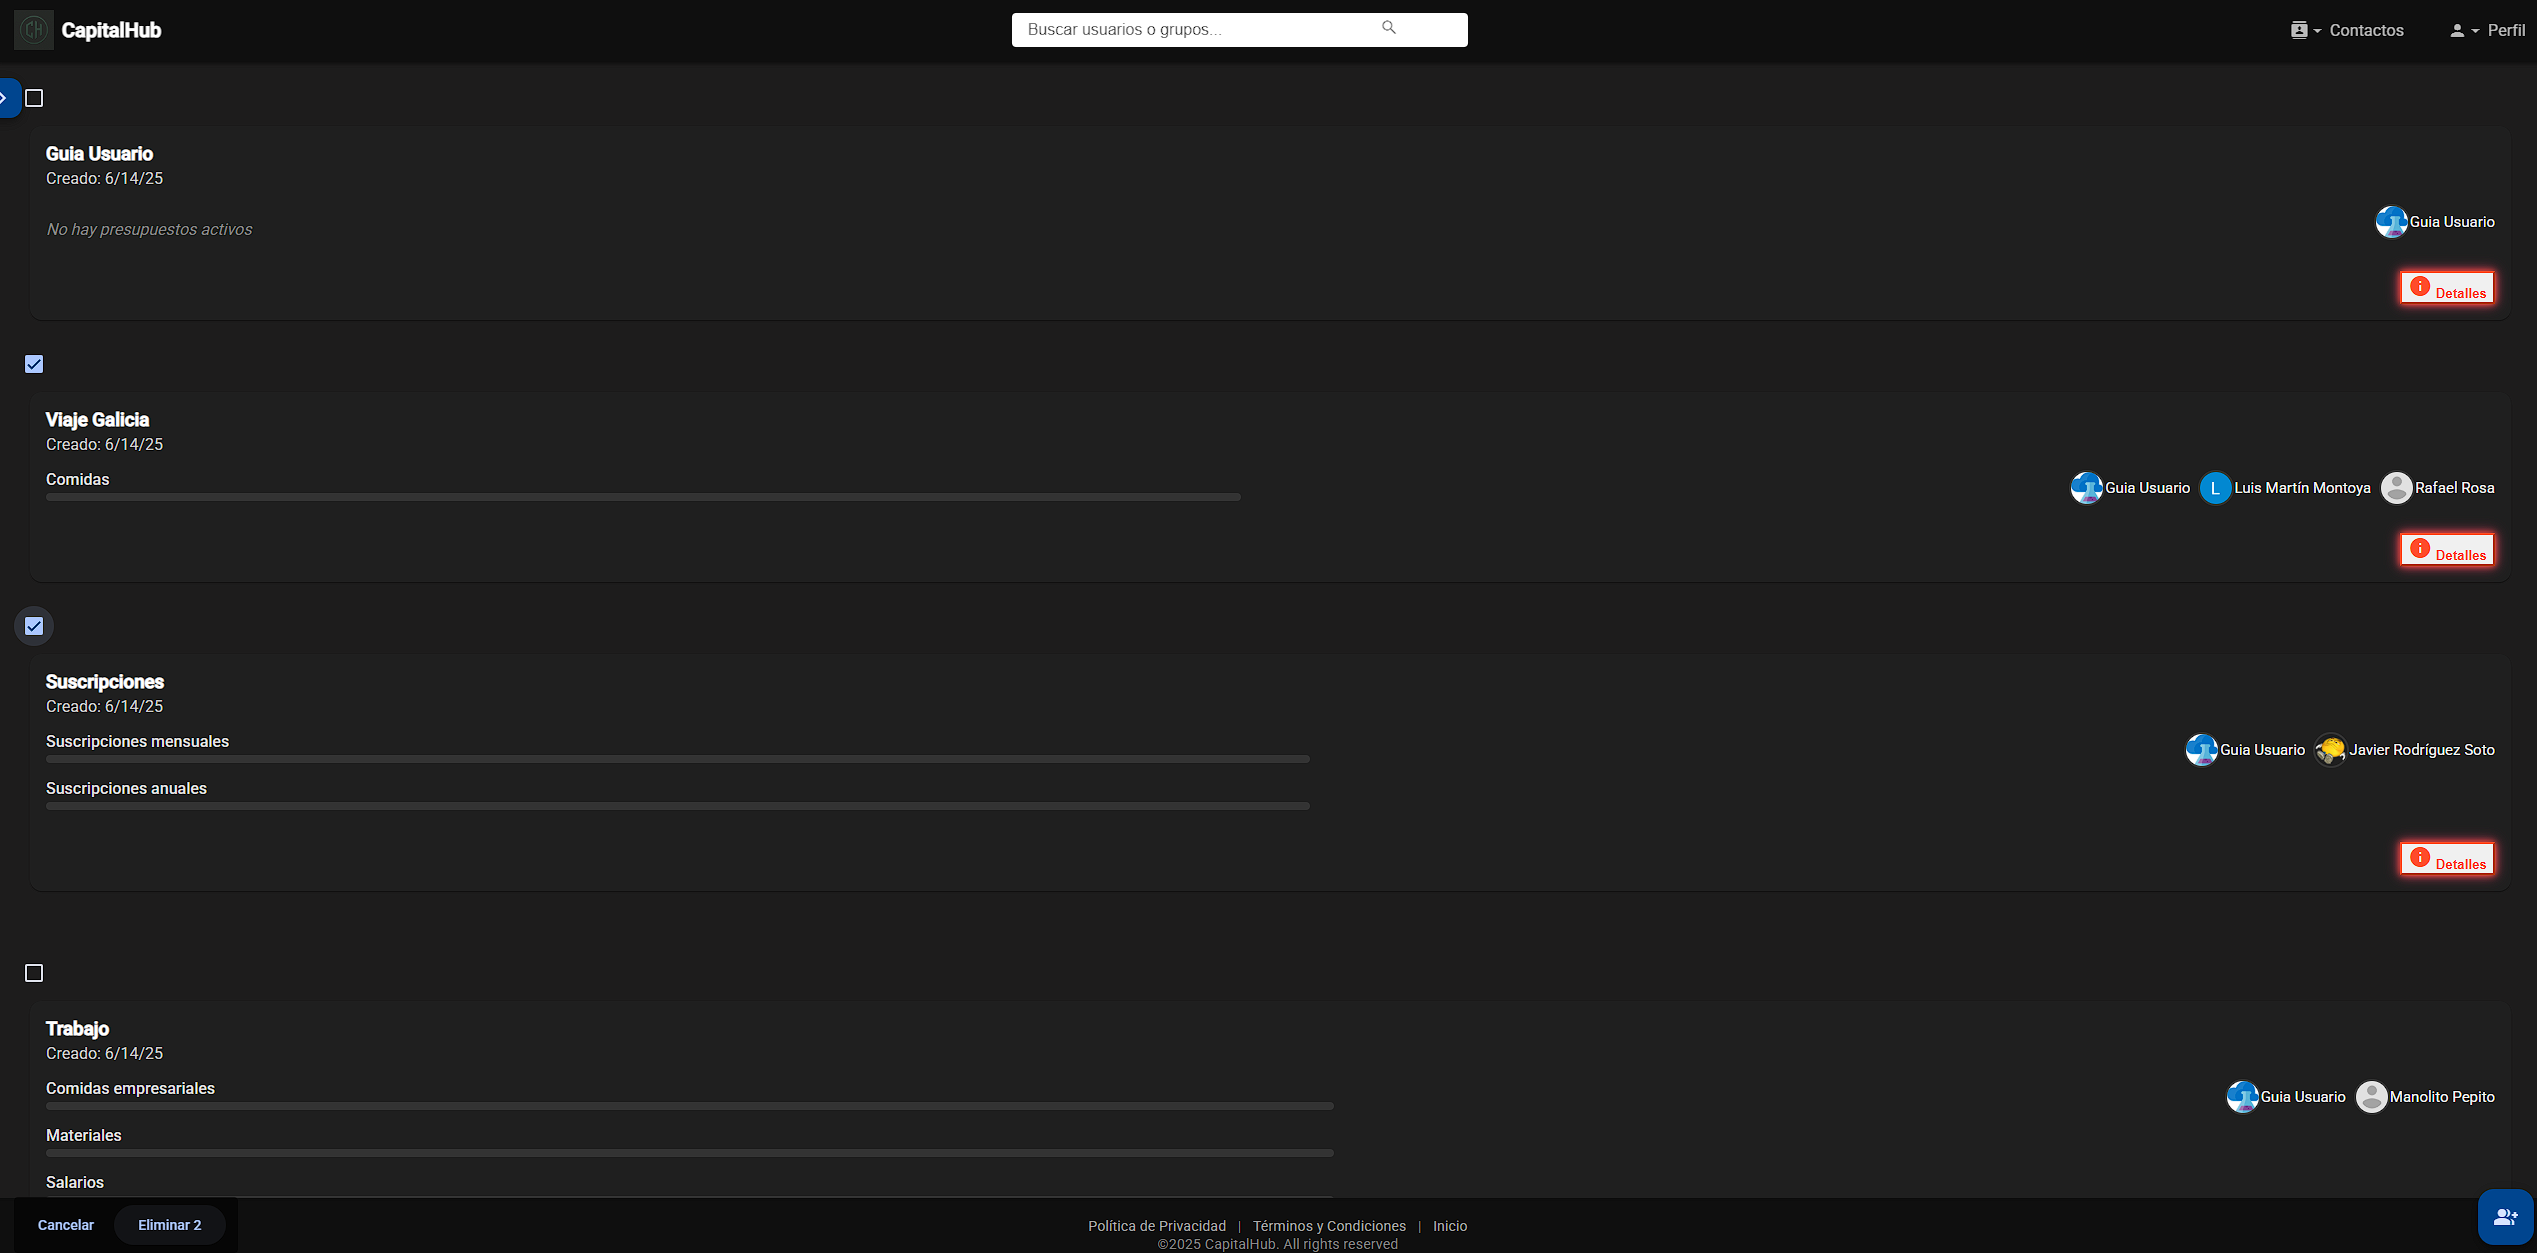 CapitalHub
Buscar usuarios o grupos...
Contactos
Perfil
Guia Usuario
Creado: 6/14/25
No hay presupuestos activos
Guia Usuario
Detalles
Viaje Galicia
Creado: 6/14/25
Comidas
Guia Usuario L Luis Martín Montoya Rafael Rosa
Detalles
Suscripciones
Creado: 6/14/25
Suscripciones mensuales
Guia Usuario Javier Rodríguez Soto
Suscripciones anuales
Detalles
Trabajo
Creado: 6/14/25
Comidas empresariales
Guia Usuario Manolito Pepito
Materiales
Salarios
Cancelar Eliminar 2
Política de Privacidad | Términos y Condiciones | Inicio
©2025 CapitalHub. All rights reserved